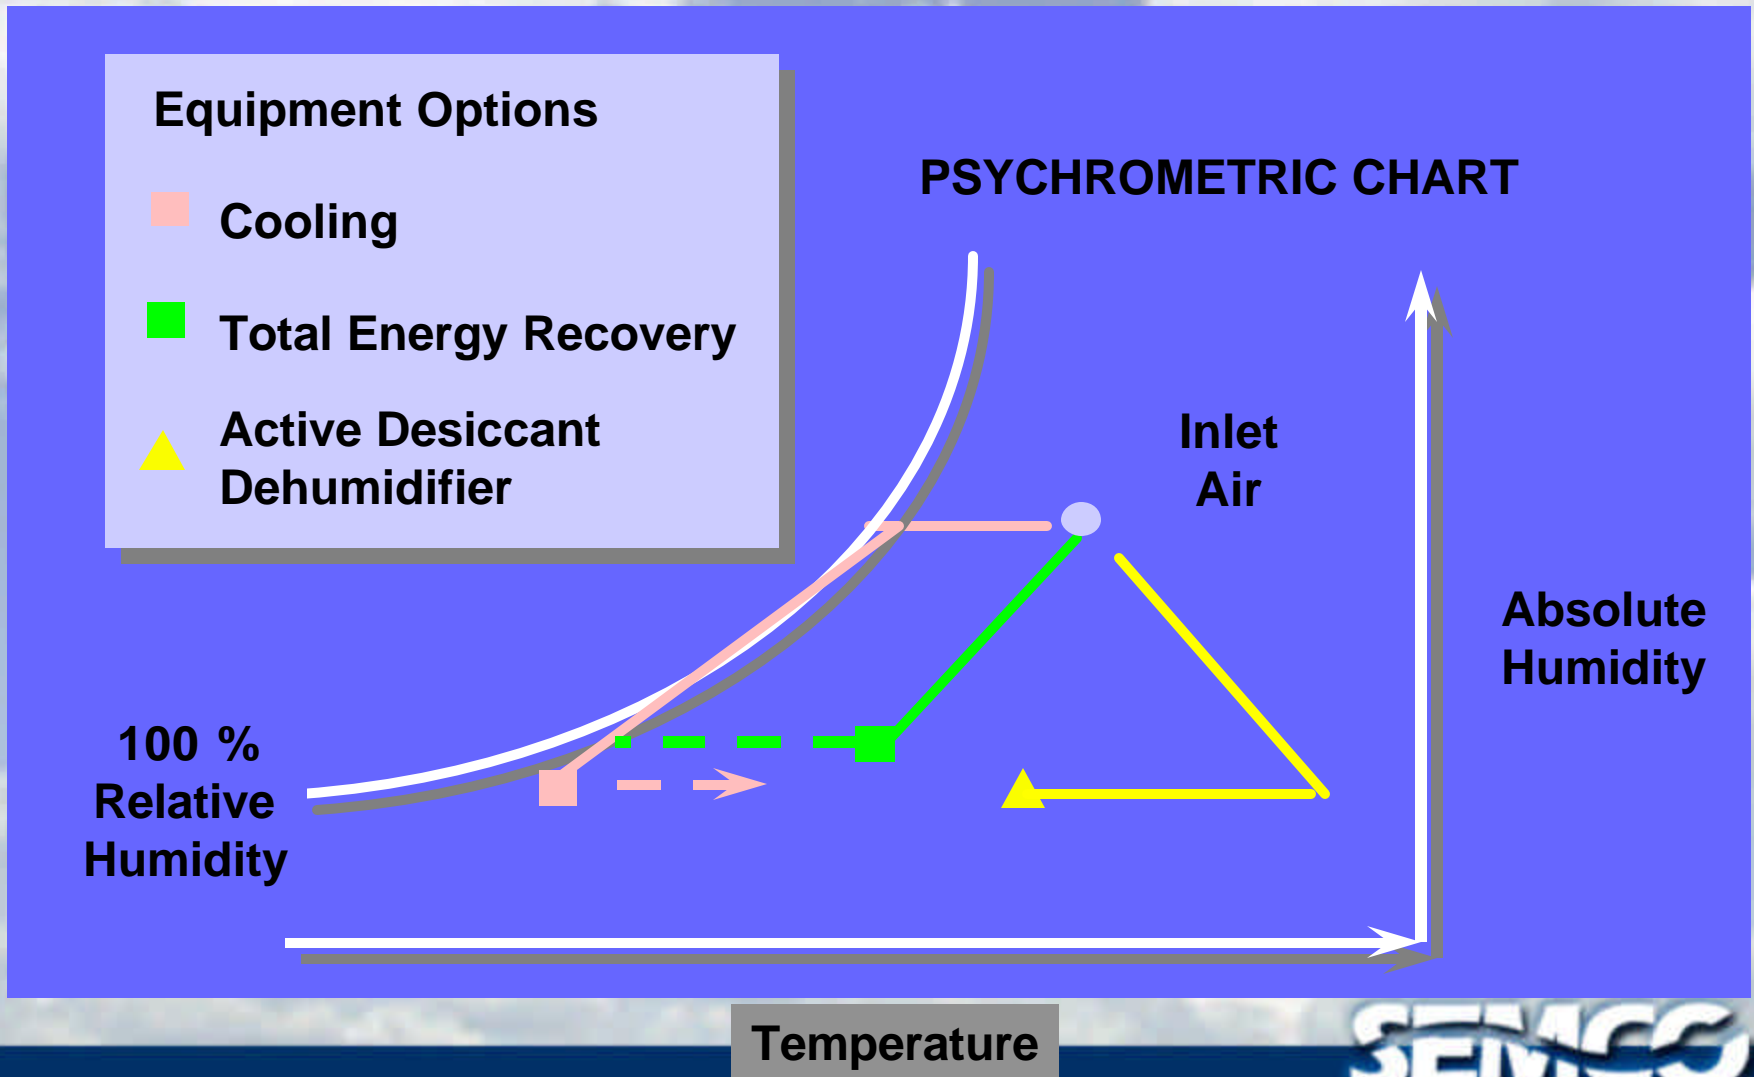 Equipment Options
Cooling
Total Energy Recovery
Active Desiccant
Dehumidifier
PSYCHROMETRIC CHART
Inlet
Air
Absolute
Humidity
100 %
Relative
Humidity
Temperature
SEMCO